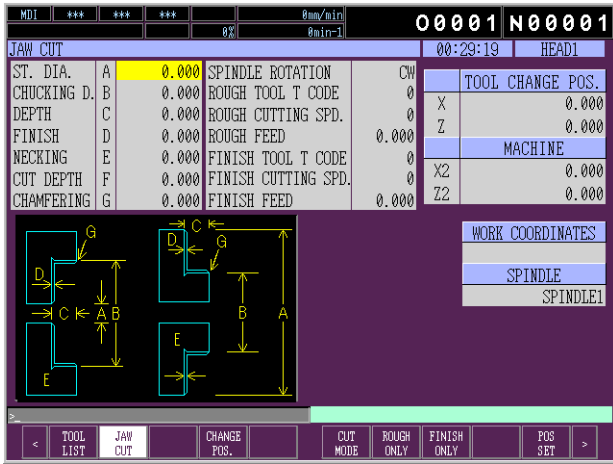 MDI *** *** *** 0mm/min
0% 0min-1
O0001 N00001
JAW CUT 00:29:19 HEAD1
ST. DIA. A 0.000 SPINDLE ROTATION CW
CHUCKING D. B 0.000 ROUGH TOOL T CODE 0
DEPTH C 0.000 ROUGH CUTTING SPD. 0
FINISH D 0.000 ROUGH FEED 0.000
NECKING E 0.000 FINISH TOOL T CODE 0
CUT DEPTH F 0.000 FINISH CUTTING SPD. 0
CHAMFERING G 0.000 FINISH FEED 0.000
TOOL CHANGE POS.
X 0.000
Z 0.000
MACHINE
X2 0.000
Z2 0.000
WORK COORDINATES
SPINDLE
SPINDLE1
G D C A B E
C D G B A E
>_
< TOOL LIST JAW CUT CHANGE POS. CUT MODE ROUGH ONLY FINISH ONLY POS SET >